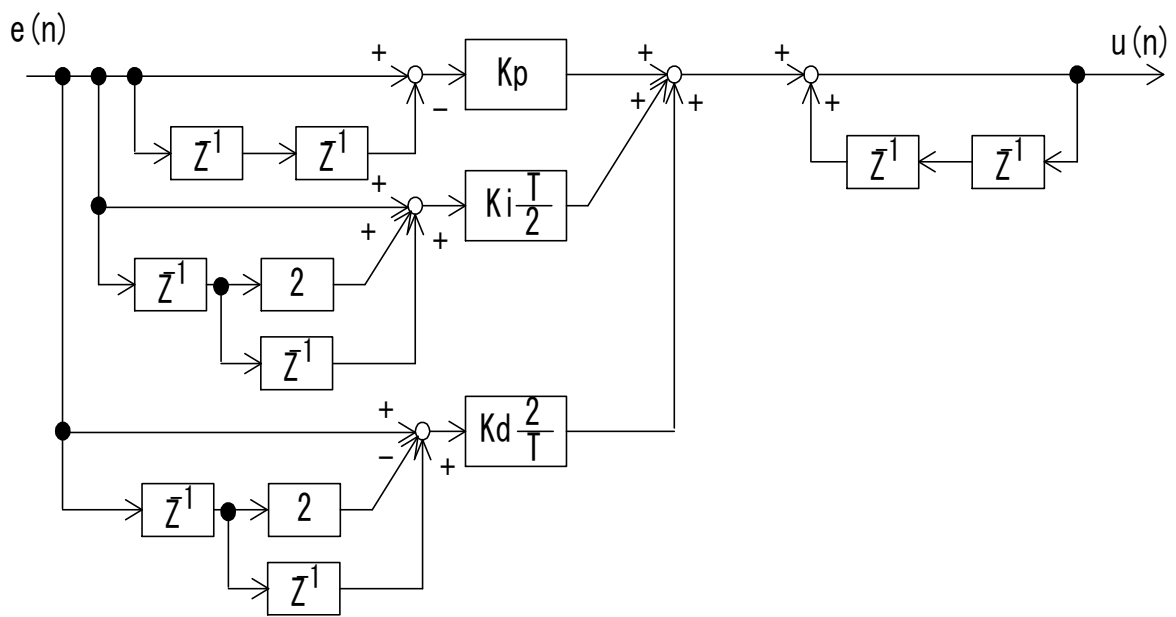 e(n)
u(n)
+
Kp
+
+
−
+
+
+
Z⁻¹
Z⁻¹
+
Z⁻¹
Z⁻¹
+
Ki T/2
+
+
Z⁻¹
2
Z⁻¹
+
Kd 2/T
−
+
Z⁻¹
2
Z⁻¹